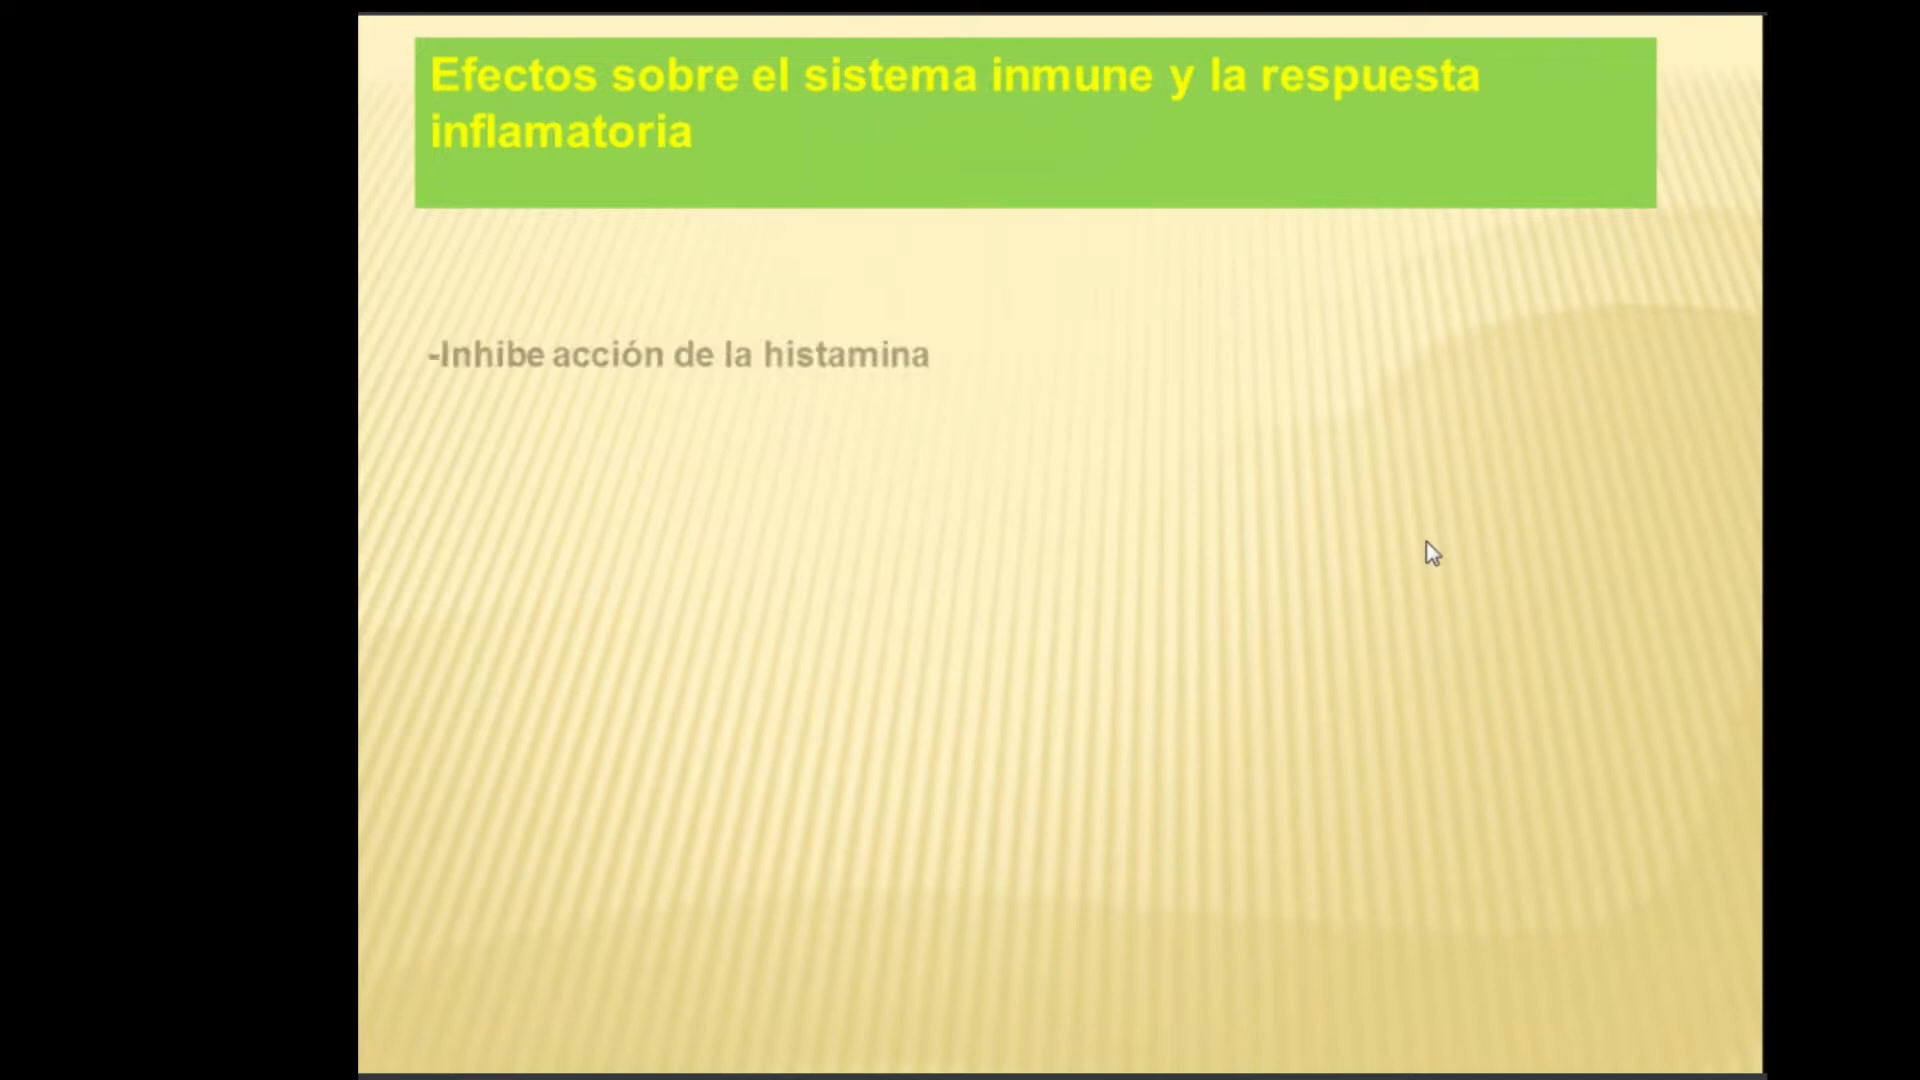 Efectos sobre el sistema inmune y la respuesta
inflamatoria
-Inhibe acción de la histamina